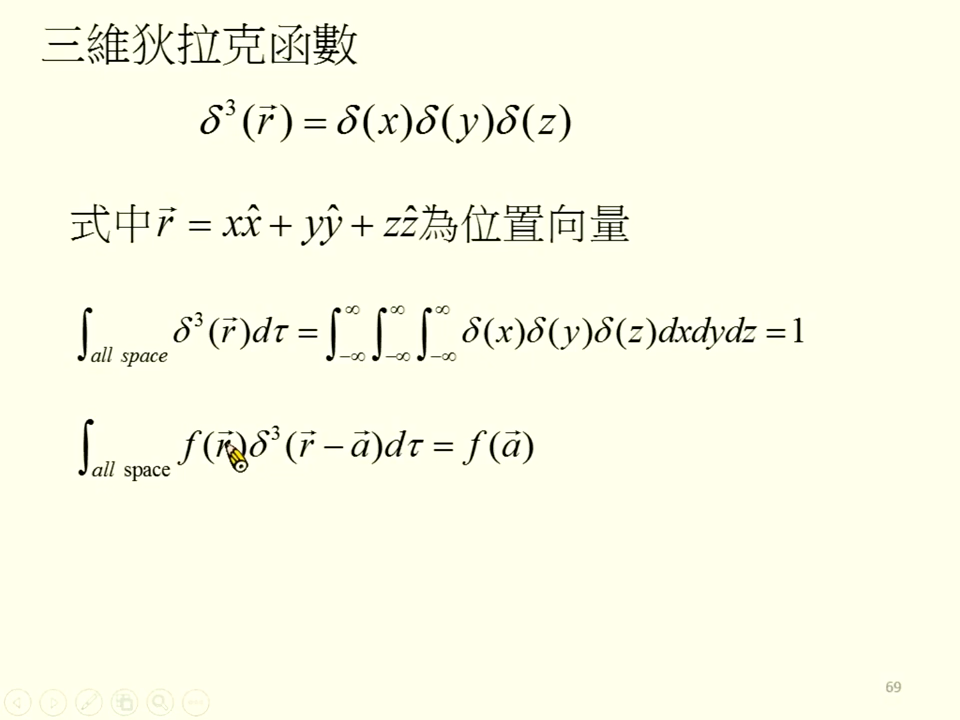 三維狄拉克函數
δ³(r⃗) = δ(x)δ(y)δ(z)
式中r⃗ = xx̂ + yŷ + zẑ為位置向量
∫_{all space} δ³(r⃗)dτ = ∫_{-∞}^{∞} ∫_{-∞}^{∞} ∫_{-∞}^{∞} δ(x)δ(y)δ(z)dxdydz = 1
∫_{all space} f(r⃗)δ³(r⃗ − a⃗)dτ = f(a⃗)
69